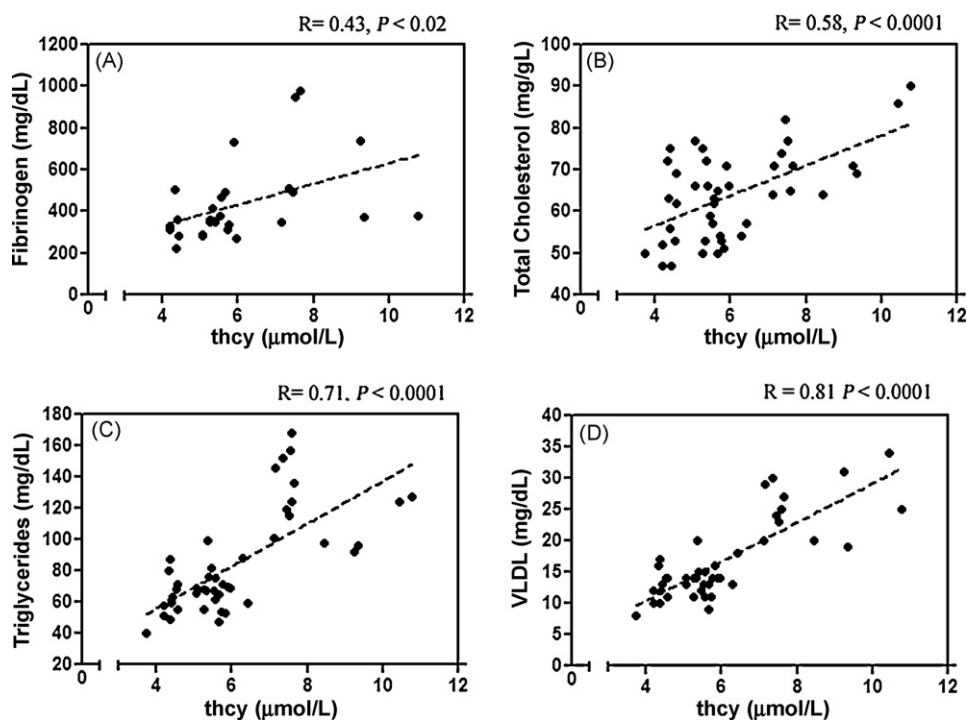 R= 0.43, P < 0.02
(A)
Fibrinogen (mg/dL)
1200
1000
800
600
400
200
0
0 4 6 8 10 12
thcy (μmol/L)
R= 0.58, P < 0.0001
(B)
Total Cholesterol (mg/gL)
100
90
80
70
60
50
40
0 4 6 8 10 12
thcy (μmol/L)
R= 0.71, P < 0.0001
(C)
Triglycerides (mg/dL)
180
160
140
120
100
80
60
40
20
0 4 6 8 10 12
thcy (μmol/L)
R = 0.81 P < 0.0001
(D)
VLDL (mg/dL)
40
35
30
25
20
15
10
5
0
0 4 6 8 10 12
thcy (μmol/L)